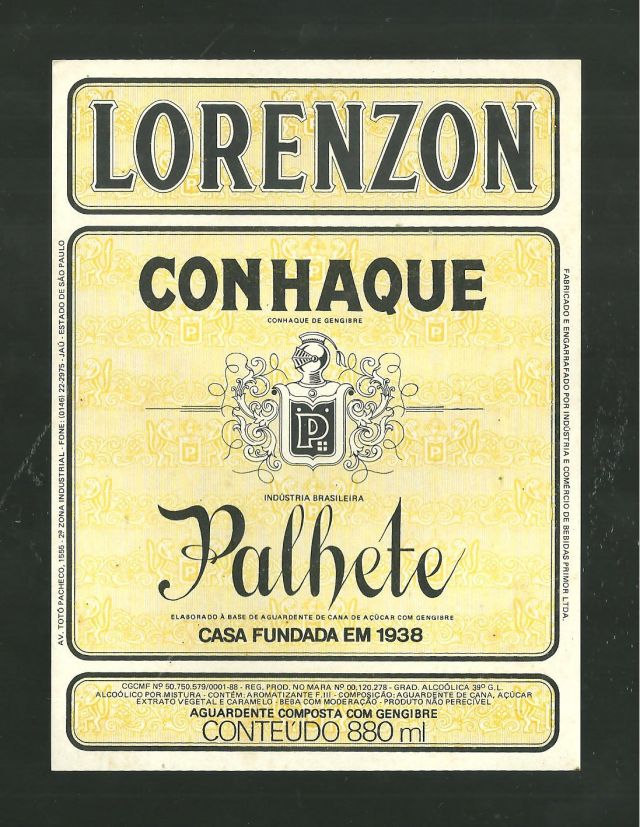 LORENZON
CONHAQUE
CONHAQUE DE GENGIBRE
P
INDÚSTRIA BRASILEIRA
Palhete
ELABORADO À BASE DE AGUARDENTE DE CANA DE AÇÚCAR COM GENGIBRE
CASA FUNDADA EM 1938
AV. TOTÓ PACHECO, 1555 - 2ª ZONA INDUSTRIAL - FONE: (0146) 22-2975 - JAÚ - ESTADO DE SÃO PAULO
FABRICADO E ENGARRAFADO POR INDÚSTRIA E COMÉRCIO DE BEBIDAS PRIMOR LTDA.
CGCMF Nº 50.750.579/0001-88 - REG. PROD. NO MARA Nº 00.120.278 - GRAD. ALCOÓLICA 39º G.L.
ALCOÓLICO POR MISTURA - CONTÉM: AROMATIZANTE F.III - COMPOSIÇÃO: AGUARDENTE DE CANA, AÇÚCAR
EXTRATO VEGETAL E CARAMELO - BEBA COM MODERAÇÃO - PRODUTO NÃO PERECÍVEL
AGUARDENTE COMPOSTA COM GENGIBRE
CONTEÚDO 880 ml